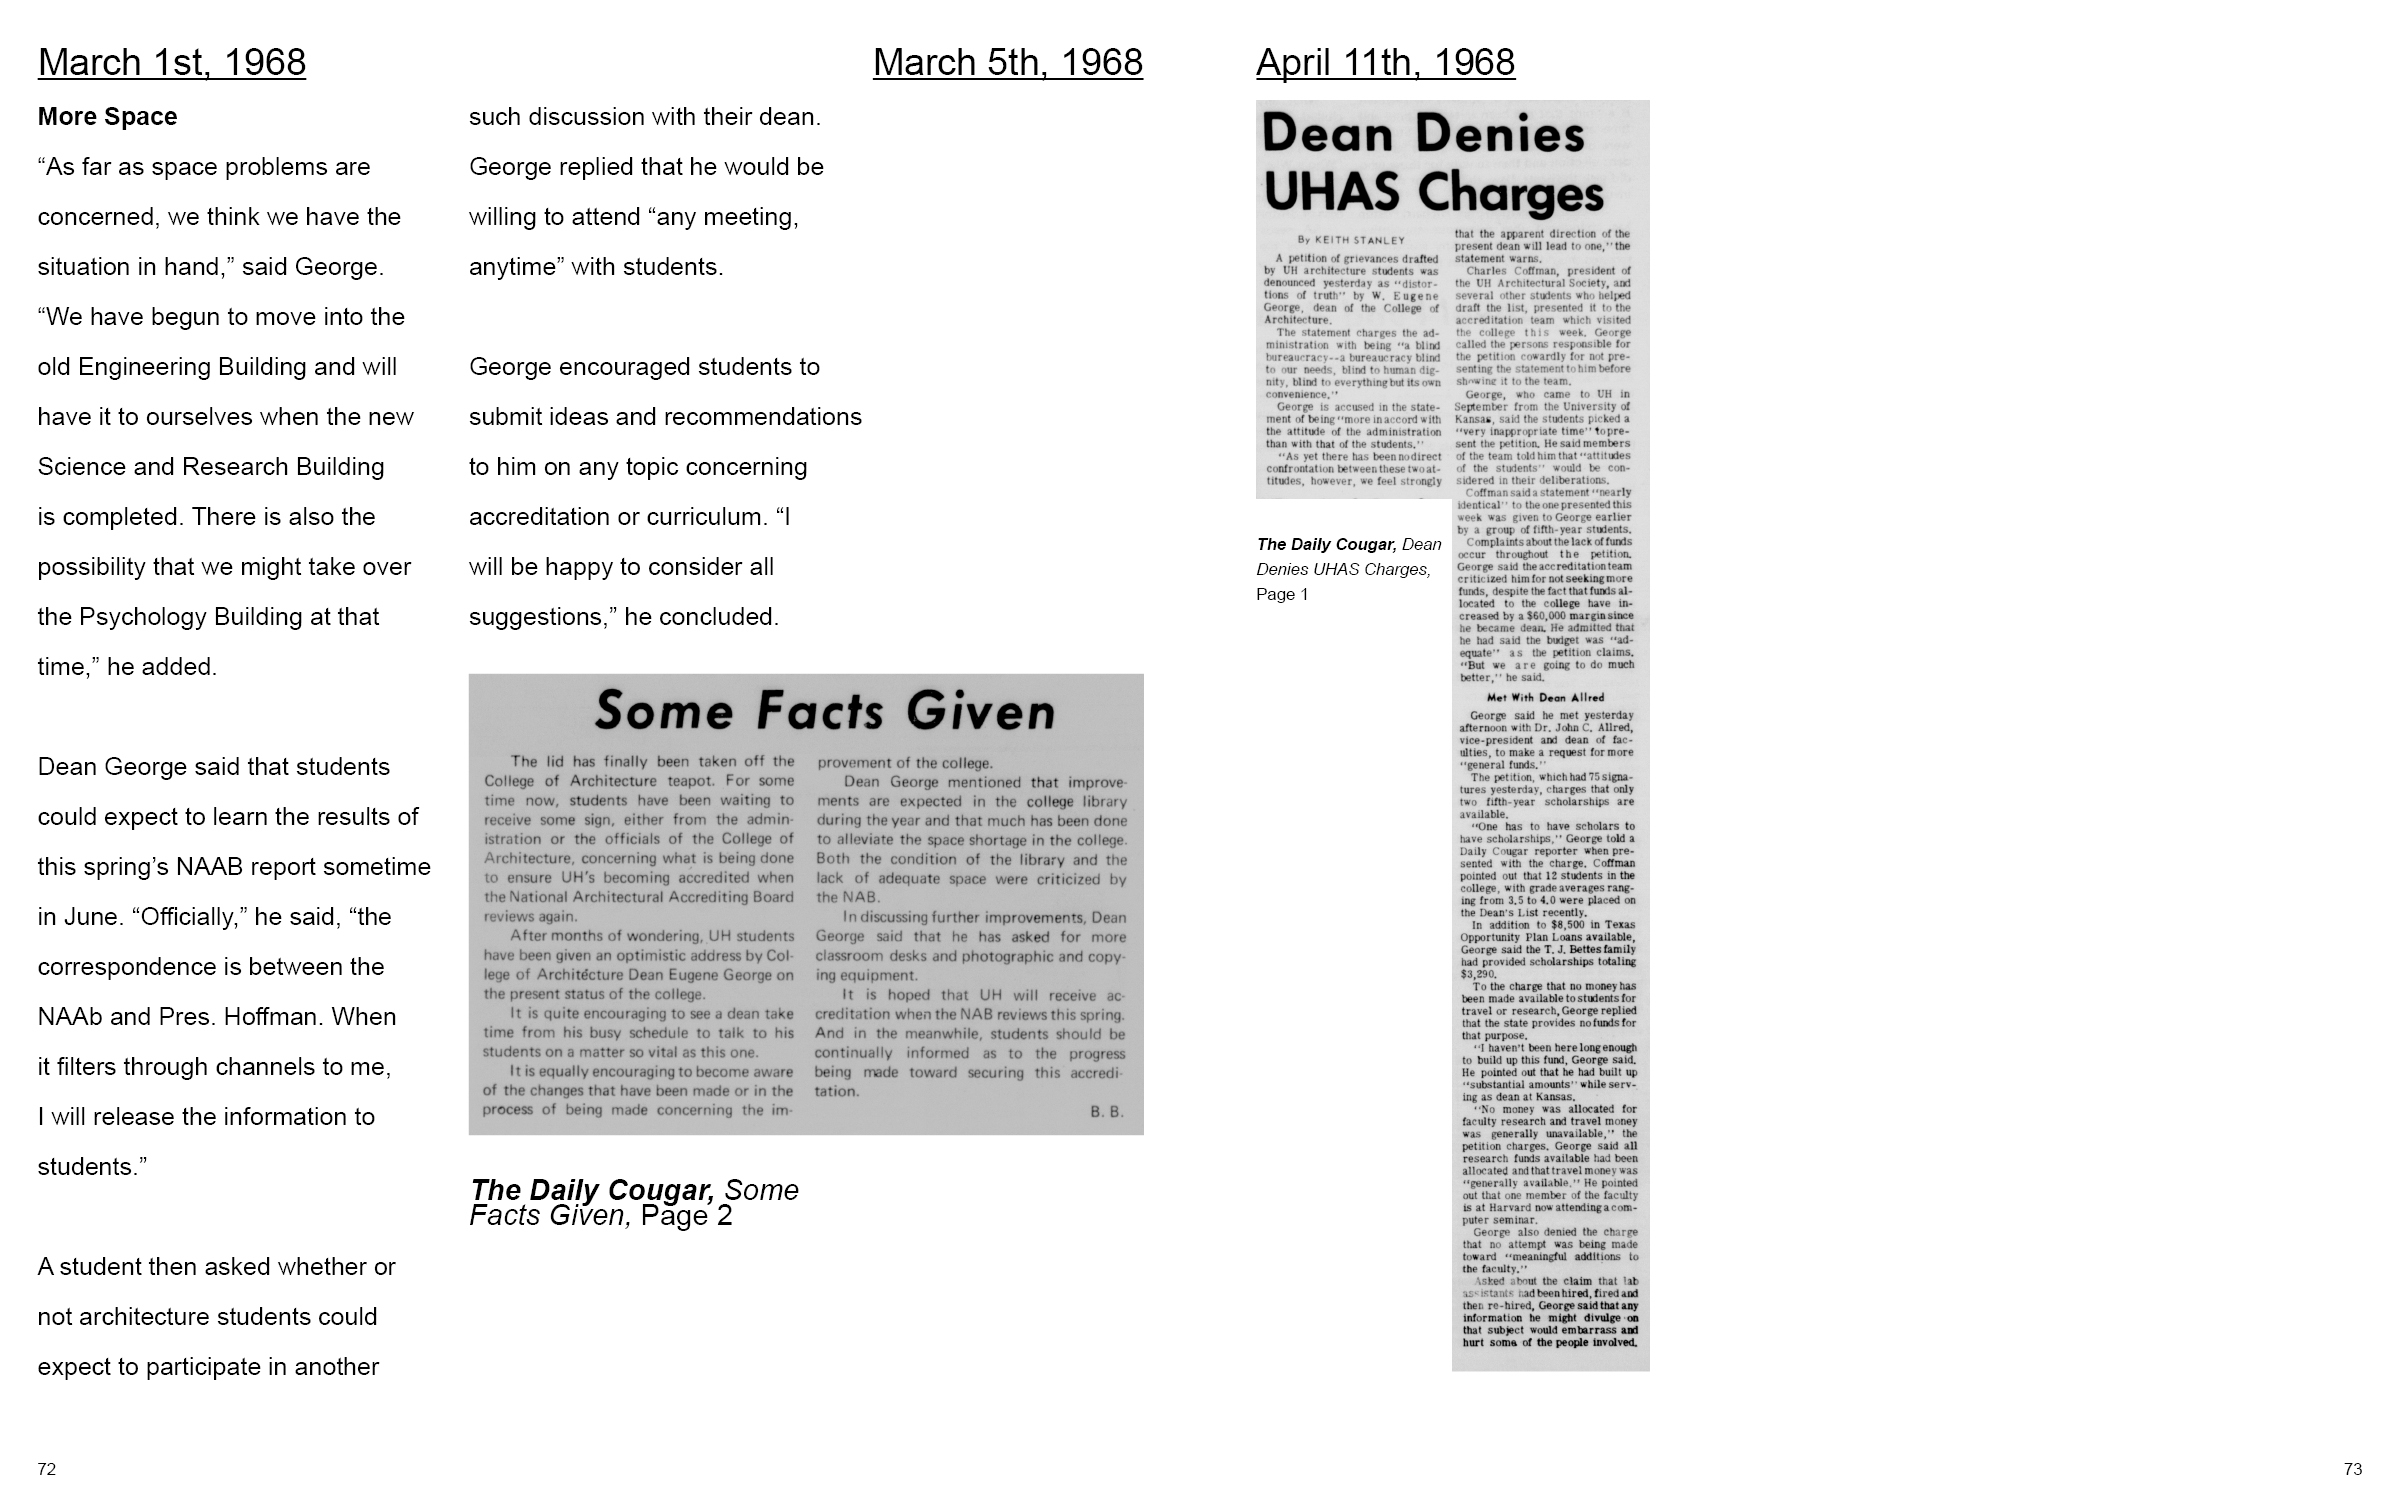 March 1st, 1968
More Space
“As far as space problems are
concerned, we think we have the
situation in hand,” said George.
“We have begun to move into the
old Engineering Building and will
have it to ourselves when the new
Science and Research Building
is completed. There is also the
possibility that we might take over
the Psychology Building at that
time,” he added.
Dean George said that students
could expect to learn the results of
this spring’s NAAB report sometime
in June. “Officially,” he said, “the
correspondence is between the
NAAb and Pres. Hoffman. When
it filters through channels to me,
I will release the information to
students.”
A student then asked whether or
not architecture students could
expect to participate in another
such discussion with their dean.
George replied that he would be
willing to attend “any meeting,
anytime” with students.
George encouraged students to
submit ideas and recommendations
to him on any topic concerning
accreditation or curriculum. “I
will be happy to consider all
suggestions,” he concluded.
March 5th, 1968
Some Facts Given
The lid has finally been taken off the
College of Architecture teapot. For some
time now, students have been waiting to
receive some sign, either from the admin-
istration or the officials of the College of
Architecture, concerning what is being done
to ensure UH's becoming accredited when
the National Architectural Accrediting Board
reviews again.
After months of wondering, UH students
have been given an optimistic address by Col-
lege of Architecture Dean Eugene George on
the present status of the college.
It is quite encouraging to see a dean take
time from his busy schedule to talk to his
students on a matter so vital as this one.
It is equally encouraging to become aware
of the changes that have been made or in the
process of being made concerning the im-
provement of the college.
Dean George mentioned that improve-
ments are expected in the college library
during the year and that much has been done
to alleviate the space shortage in the college.
Both the condition of the library and the
lack of adequate space were criticized by
the NAB.
In discussing further improvements, Dean
George said that he has asked for more
classroom desks and photographic and copy-
ing equipment.
It is hoped that UH will receive ac-
creditation when the NAB reviews this spring.
And in the meanwhile, students should be
continually informed as to the progress
being made toward securing this accredi-
tation.
B. B.
The Daily Cougar, Some
Facts Given, Page 2
72
April 11th, 1968
Dean Denies
UHAS Charges
By KEITH STANLEY
A petition of grievances drafted
by UH architecture students was
denounced yesterday as "distor-
tions of truth" by W. Eugene
George, dean of the College of
Architecture.
The statement charges the ad-
ministration with being "a blind
bureaucracy--a bureaucracy blind
to our needs, blind to human dig-
nity, blind to everything but its own
convenience."
George is accused in the state-
ment of being "more in accord with
the attitude of the administration
than with that of the students."
"As yet there has been no direct
confrontation between these two at-
titudes, however, we feel strongly
that the apparent direction of the
present dean will lead to one," the
statement warns.
Charles Coffman, president of
the UH Architectural Society, and
several other students who helped
draft the list, presented it to the
accreditation team which visited
the college this week. George
called the persons responsible for
the petition cowardly for not pre-
senting the statement to him before
showing it to the team.
George, who came to UH in
September from the University of
Kansas, said the students picked a
"very inappropriate time" to pre-
sent the petition. He said members
of the team told him that "attitudes
of the students" would be con-
sidered in their deliberations.
Coffman said a statement "nearly
identical" to the one presented this
week was given to George earlier
by a group of fifth-year students.
Complaints about the lack of funds
occur throughout the petition.
George said the accreditation team
criticized him for not seeking more
funds, despite the fact that funds al-
located to the college have in-
creased by a $60,000 margin since
he became dean. He admitted that
he had said the budget was "ad-
equate" as the petition claims.
"But we are going to do much
better," he said.
Met With Dean Allred
George said he met yesterday
afternoon with Dr. John C. Allred,
vice-president and dean of fac-
ulties, to make a request for more
"general funds."
The petition, which had 75 signa-
tures yesterday, charges that only
two fifth-year scholarships are
available.
"One has to have scholars to
have scholarships," George told a
Daily Cougar reporter when pre-
sented with the charge. Coffman
pointed out that 12 students in the
college, with grade averages rang-
ing from 3.5 to 4.0 were placed on
the Dean's List recently.
In addition to $8,500 in Texas
Opportunity Plan Loans available,
George said the T. J. Bettes family
had provided scholarships totaling
$3,290.
To the charge that no money has
been made available to students for
travel or research, George replied
that the state provides no funds for
that purpose.
"I haven't been here long enough
to build up this fund, George said.
He pointed out that he had built up
"substantial amounts" while serv-
ing as dean at Kansas.
"No money was allocated for
faculty research and travel money
was generally unavailable," the
petition charges. George said all
research funds available had been
allocated and that travel money was
"generally available." He pointed
out that one member of the faculty
is at Harvard now attending a com-
puter seminar.
George also denied the charge
that no attempt was being made
toward "meaningful additions to
the faculty."
Asked about the claim that lab
assistants had been hired, fired and
then re-hired, George said that any
information he might divulge on
that subject would embarrass and
hurt some of the people involved.
The Daily Cougar, Dean
Denies UHAS Charges,
Page 1
73